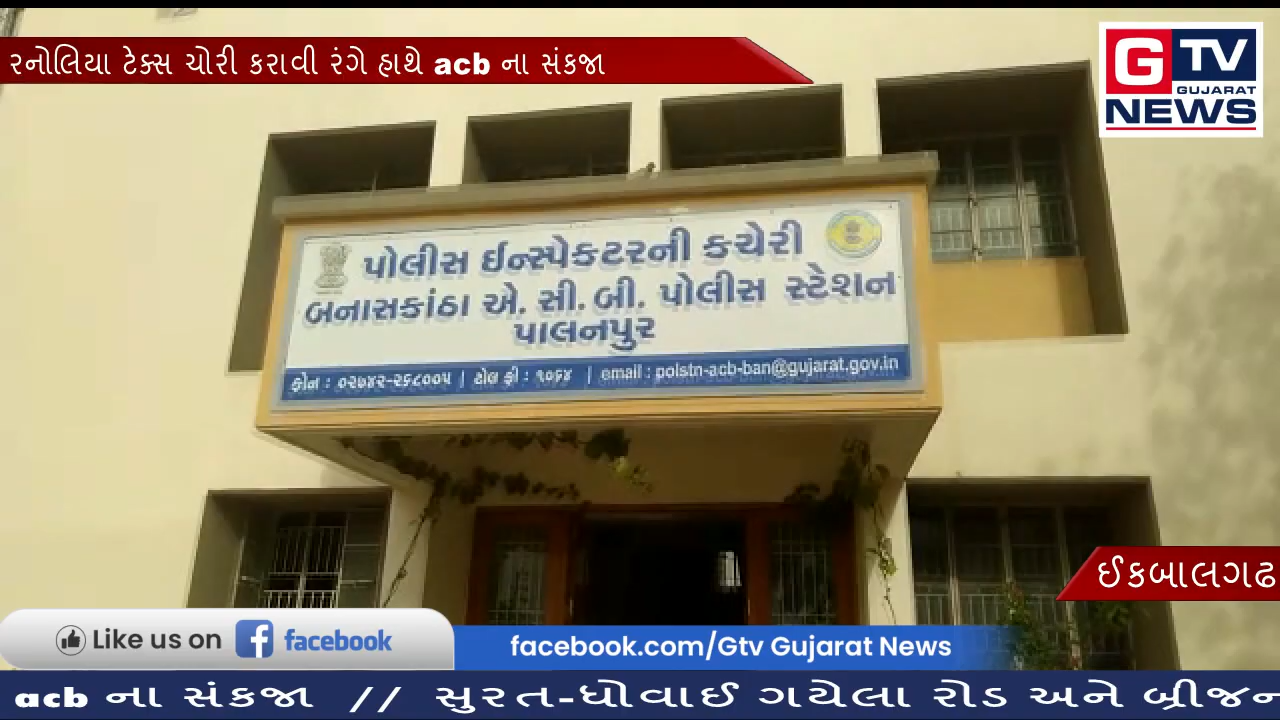 રનોલિયા ટેક્સ ચોરી કરાવી રંગે હાથે acb ના સંકજા
G TV
GUJARAT
NEWS
પોલીસ ઈન્સ્પેકટરની કચેરી
બનાસકાંઠા એ. સી. બી. પોલીસ સ્ટેશન
પાલનપુર
ફોન : ૦૨૭૪૨-૨૬૮૦૦૫ | ટોલ ફ્રી : ૧૦૬૪ | email : polstn-acb-ban@gujarat.gov.in
ઈકબાલગઢ
Like us on facebook
facebook.com/Gtv Gujarat News
acb ના સંકજા // સુરત-ધોવાઈ ગયેલા રોડ અને બ્રીજન